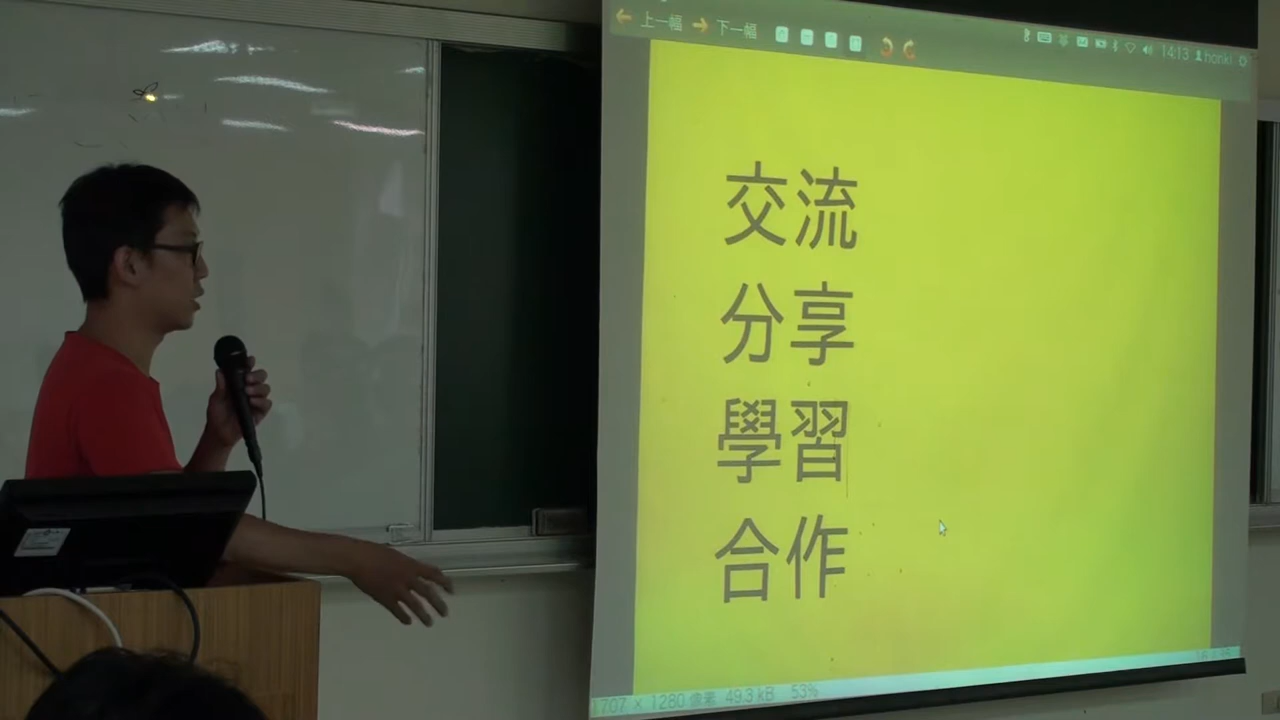 上一幅 下一幅 14:13 honki
交流
分享
學習
合作
1707 × 1280 像素 49.3 kB 53%